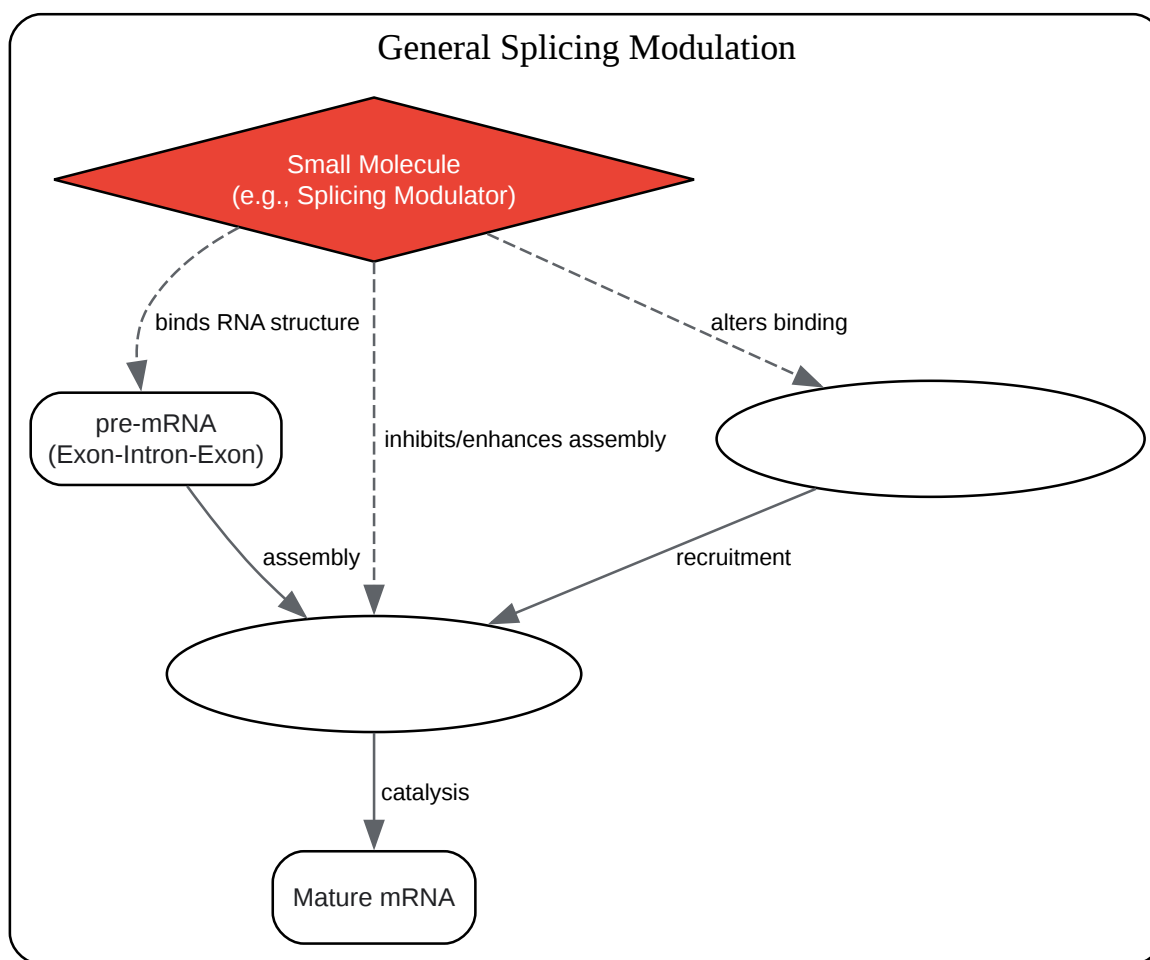 General Splicing Modulation
Small Molecule
(e.g., Splicing Modulator)
binds RNA structure
alters binding
pre-mRNA
(Exon-Intron-Exon)
inhibits/enhances assembly
assembly
recruitment
catalysis
Mature mRNA